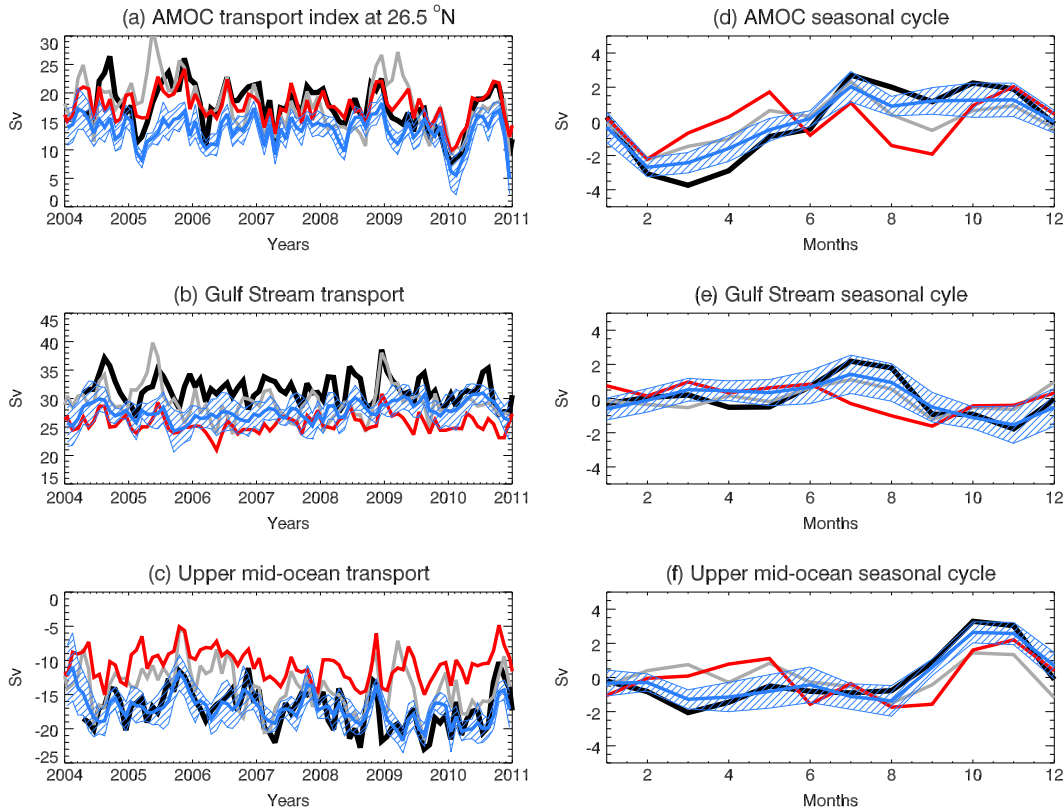 (a) AMOC transport index at 26.5 °N
30
25
20
15
10
5
0
Sv
2004 2005 2006 2007 2008 2009 2010 2011
Years
(d) AMOC seasonal cycle
4
2
0
-2
-4
Sv
2 4 6 8 10 12
Months
(b) Gulf Stream transport
45
40
35
30
25
20
15
Sv
2004 2005 2006 2007 2008 2009 2010 2011
Years
(e) Gulf Stream seasonal cyle
4
2
0
-2
-4
Sv
2 4 6 8 10 12
Months
(c) Upper mid-ocean transport
0
-5
-10
-15
-20
-25
Sv
2004 2005 2006 2007 2008 2009 2010 2011
Years
(f) Upper mid-ocean seasonal cycle
4
2
0
-2
-4
Sv
2 4 6 8 10 12
Months